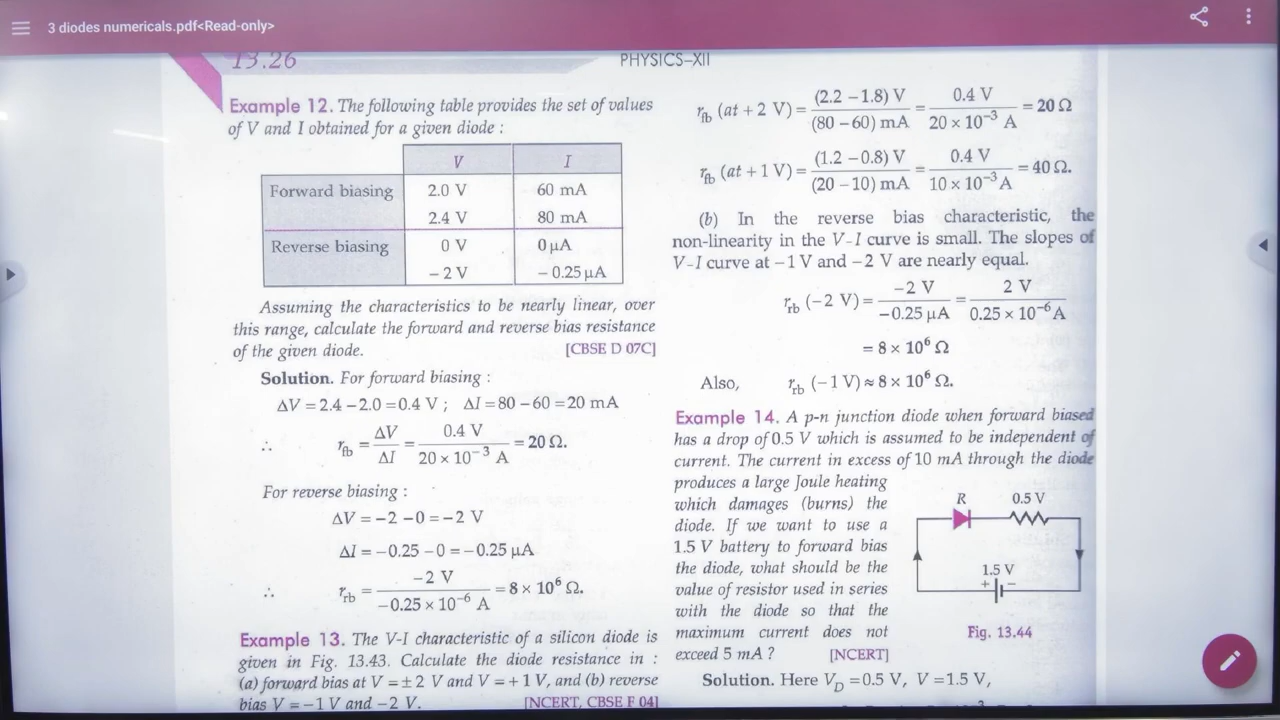 3 diodes numericals.pdf<Read-only>
13.26
PHYSICS–XII
Example 12. The following table provides the set of values
of V and I obtained for a given diode :
V I
Forward biasing 2.0 V 60 mA
2.4 V 80 mA
Reverse biasing 0 V 0 μA
– 2 V – 0.25 μA
Assuming the characteristics to be nearly linear, over
this range, calculate the forward and reverse bias resistance
of the given diode. [CBSE D 07C]
Solution. For forward biasing :
ΔV = 2.4 – 2.0 = 0.4 V ; ΔI = 80 – 60 = 20 mA
∴ r_fb = ΔV / ΔI = 0.4 V / 20 × 10⁻³ A = 20 Ω.
For reverse biasing :
ΔV = –2 – 0 = –2 V
ΔI = –0.25 – 0 = –0.25 μA
∴ r_rb = –2 V / –0.25 × 10⁻⁶ A = 8 × 10⁶ Ω.
Example 13. The V-I characteristic of a silicon diode is
given in Fig. 13.43. Calculate the diode resistance in :
(a) forward bias at V = ± 2 V and V = + 1 V, and (b) reverse
bias V = –1 V and –2 V. [NCERT, CBSE F 04]
r_fb (at + 2 V) = (2.2 – 1.8) V / (80 – 60) mA = 0.4 V / 20 × 10⁻³ A = 20 Ω
r_fb (at + 1 V) = (1.2 – 0.8) V / (20 – 10) mA = 0.4 V / 10 × 10⁻³ A = 40 Ω.
(b) In the reverse bias characteristic, the
non-linearity in the V-I curve is small. The slopes of
V-I curve at –1 V and –2 V are nearly equal.
r_rb (–2 V) = –2 V / –0.25 μA = 2 V / 0.25 × 10⁻⁶ A
= 8 × 10⁶ Ω
Also, r_rb (–1 V) ≈ 8 × 10⁶ Ω.
Example 14. A p-n junction diode when forward biased
has a drop of 0.5 V which is assumed to be independent of
current. The current in excess of 10 mA through the diode
produces a large Joule heating
which damages (burns) the
diode. If we want to use a
1.5 V battery to forward bias
the diode, what should be the
value of resistor used in series
with the diode so that the
maximum current does not
exceed 5 mA ? [NCERT]
R 0.5 V
1.5 V
+ –
Fig. 13.44
Solution. Here V_D = 0.5 V, V = 1.5 V,